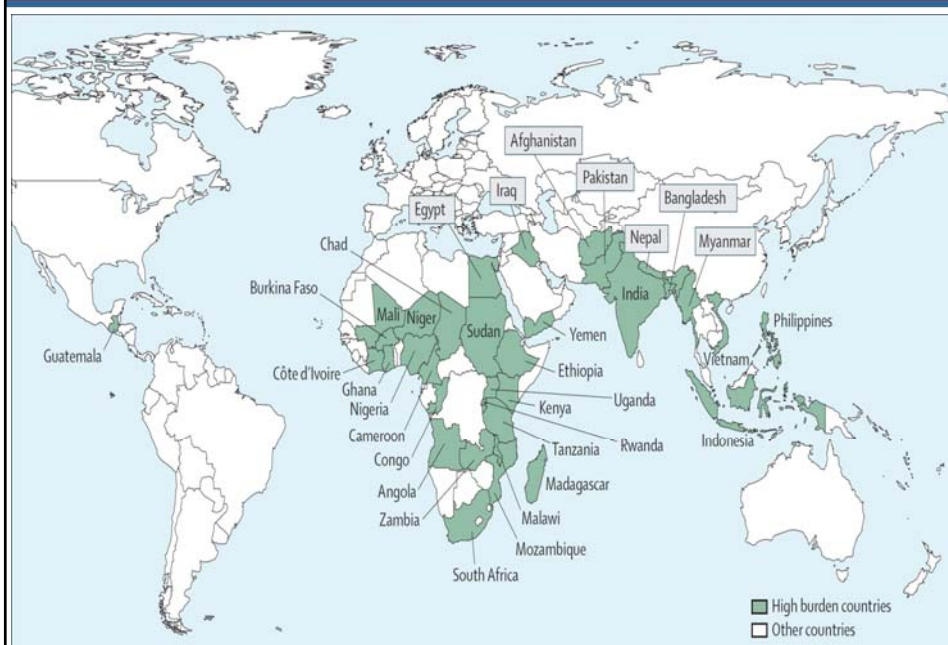 Afghanistan
Pakistan
Iraq
Bangladesh
Egypt
Nepal
Myanmar
Chad
Burkina Faso
Mali
Niger
India
Sudan
Philippines
Yemen
Guatemala
Vietnam
Côte d'Ivoire
Ethiopia
Ghana
Uganda
Nigeria
Kenya
Cameroon
Rwanda
Tanzania
Indonesia
Congo
Madagascar
Angola
Zambia
Malawi
Mozambique
South Africa
High burden countries
Other countries